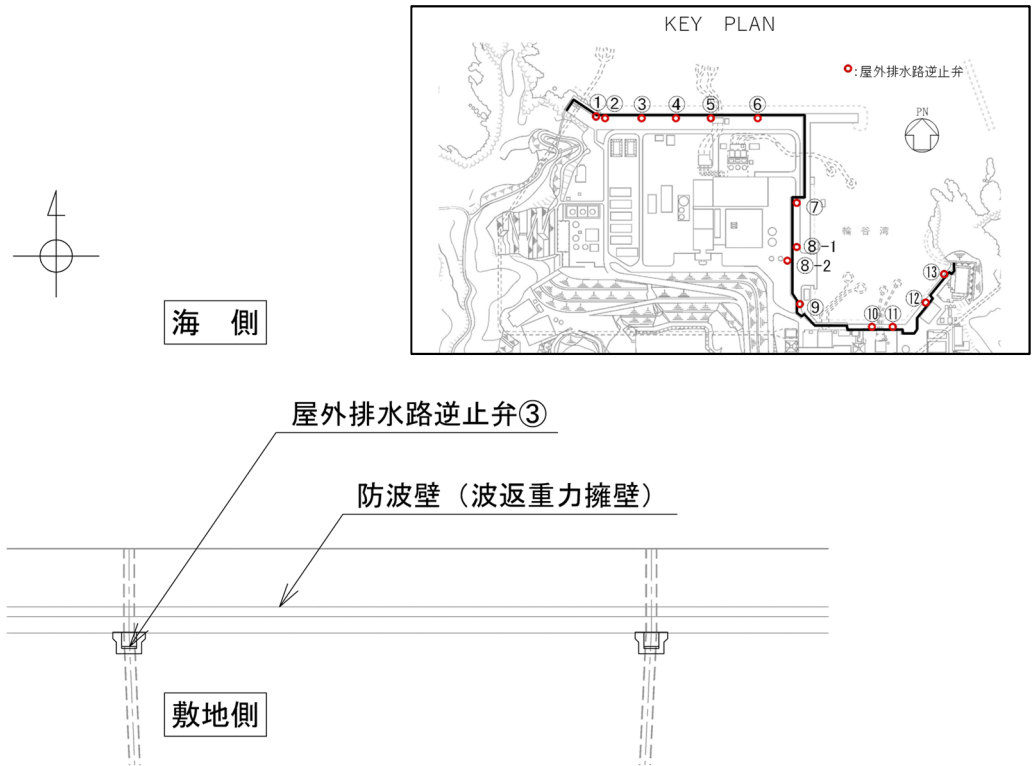 KEY PLAN
:屋外排水路逆止弁
① ② ③ ④ ⑤ ⑥
PN
⑦
輪谷湾
⑧-1
⑧-2
⑬
⑨
⑫
⑩ ⑪
海 側
屋外排水路逆止弁③
防波壁（波返重力擁壁）
敷地側